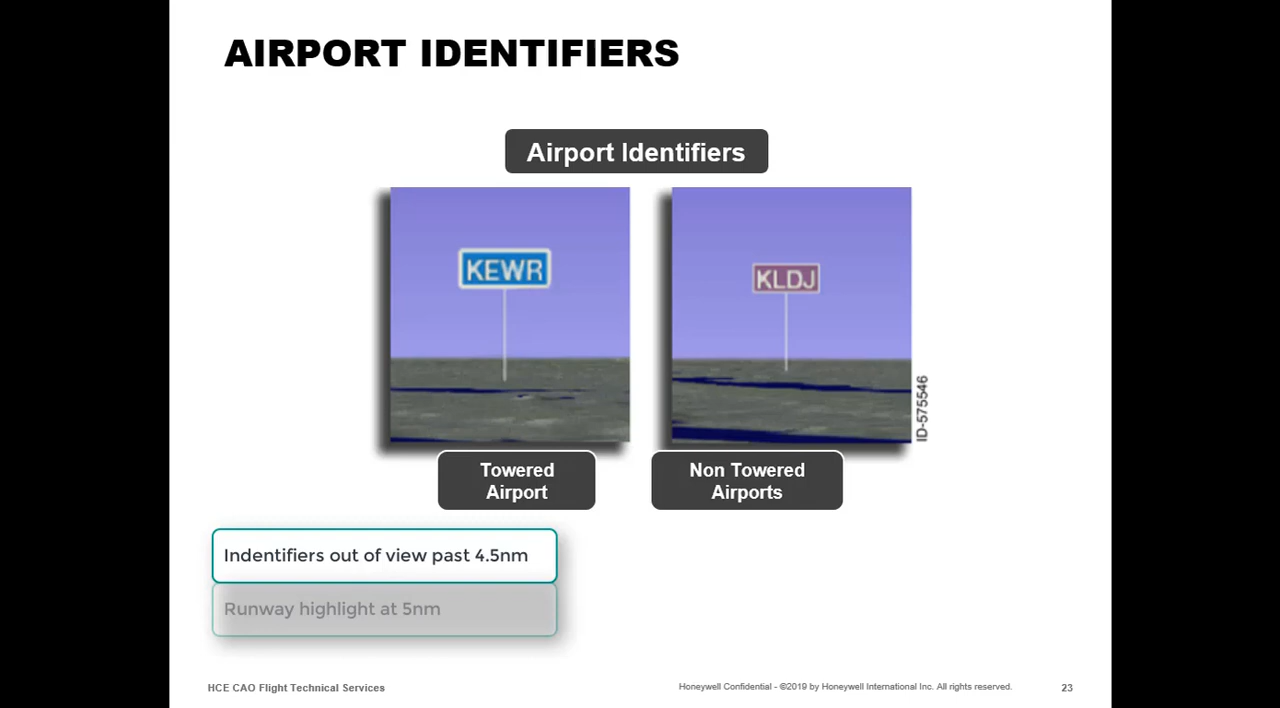 AIRPORT IDENTIFIERS
Airport Identifiers
KEWR
KLDJ
ID-575546
Towered
Airport
Non Towered
Airports
Indentifiers out of view past 4.5nm
Runway highlight at 5nm
HCE CAO Flight Technical Services
Honeywell Confidential - ©2019 by Honeywell International Inc. All rights reserved.
23